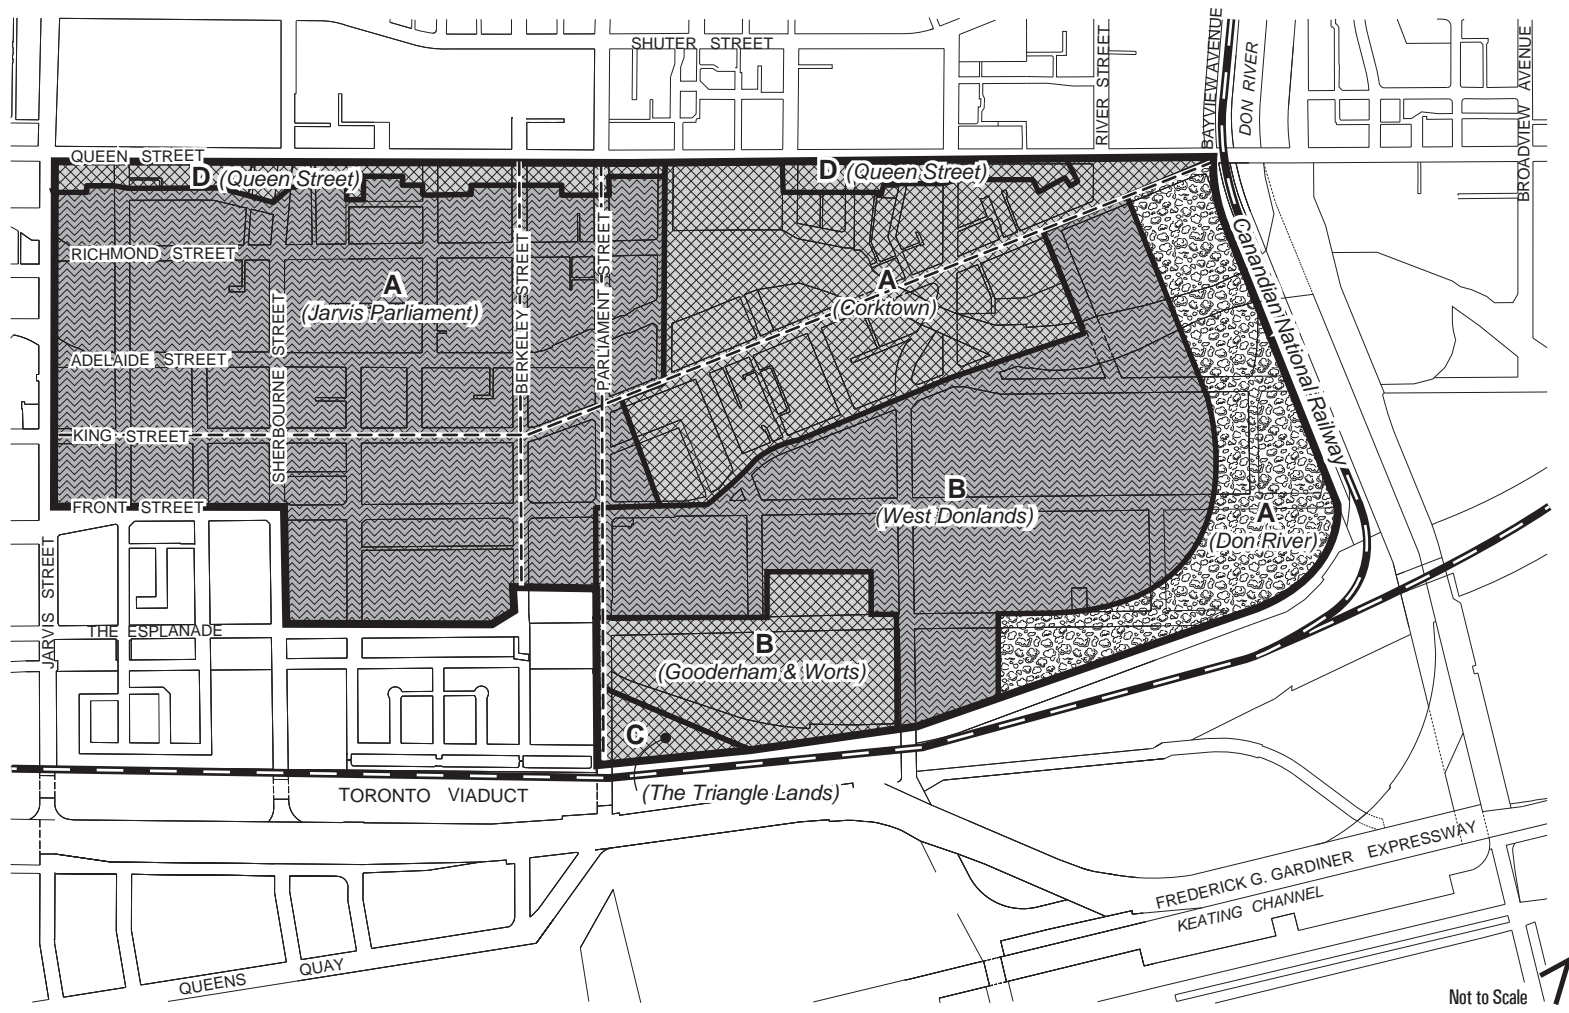 SHUTER STREET
RIVER STREET
BAYVIEW AVENUE
DON RIVER
BROADVIEW AVENUE
QUEEN STREET
D (Queen Street)
D (Queen Street)
RICHMOND STREET
A
(Jarvis Parliament)
SHERBOURNE STREET
BERKELEY STREET
PARLIAMENT STREET
A
(Corktown)
Canandian National Railway
ADELAIDE STREET
KING STREET
FRONT STREET
B
(West Donlands)
A
(Don River)
JARVIS STREET
THE ESPLANADE
B
(Gooderham & Worts)
C
(The Triangle Lands)
TORONTO VIADUCT
FREDERICK G. GARDINER EXPRESSWAY
KEATING CHANNEL
QUEENS QUAY
Not to Scale